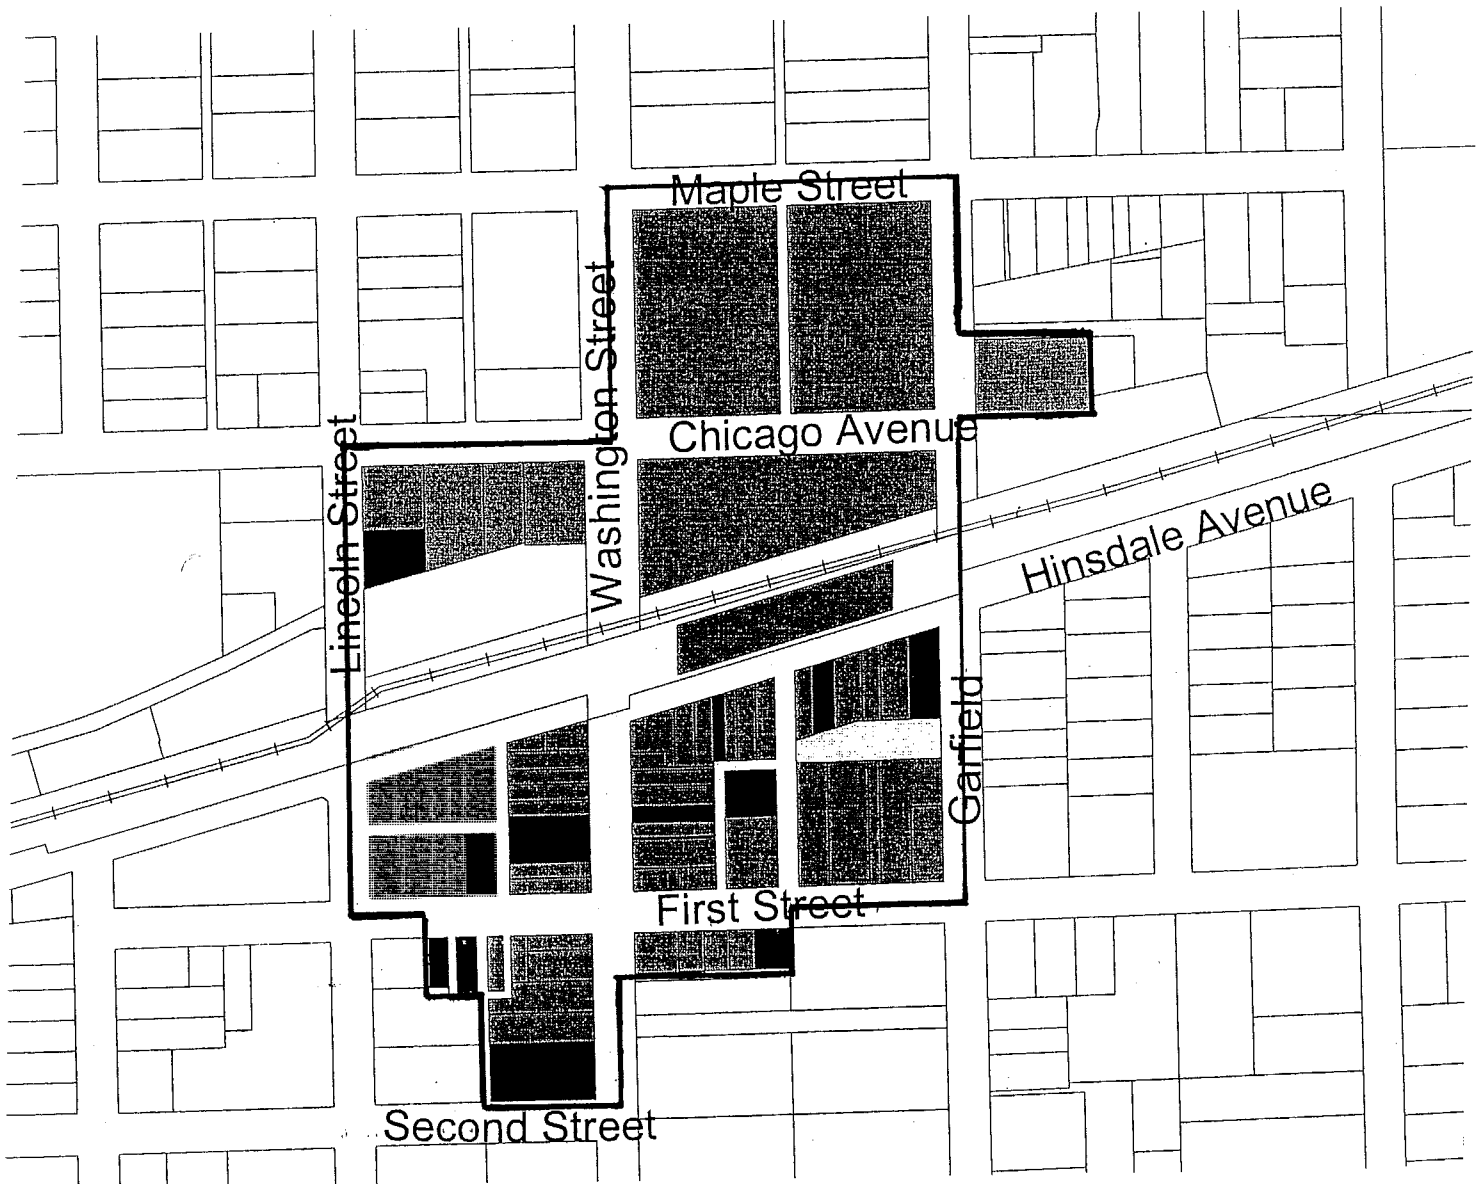 Maple Street
Washington Street
Chicago Avenue
Lincoln Street
Hinsdale Avenue
Garfield
First Street
Second Street